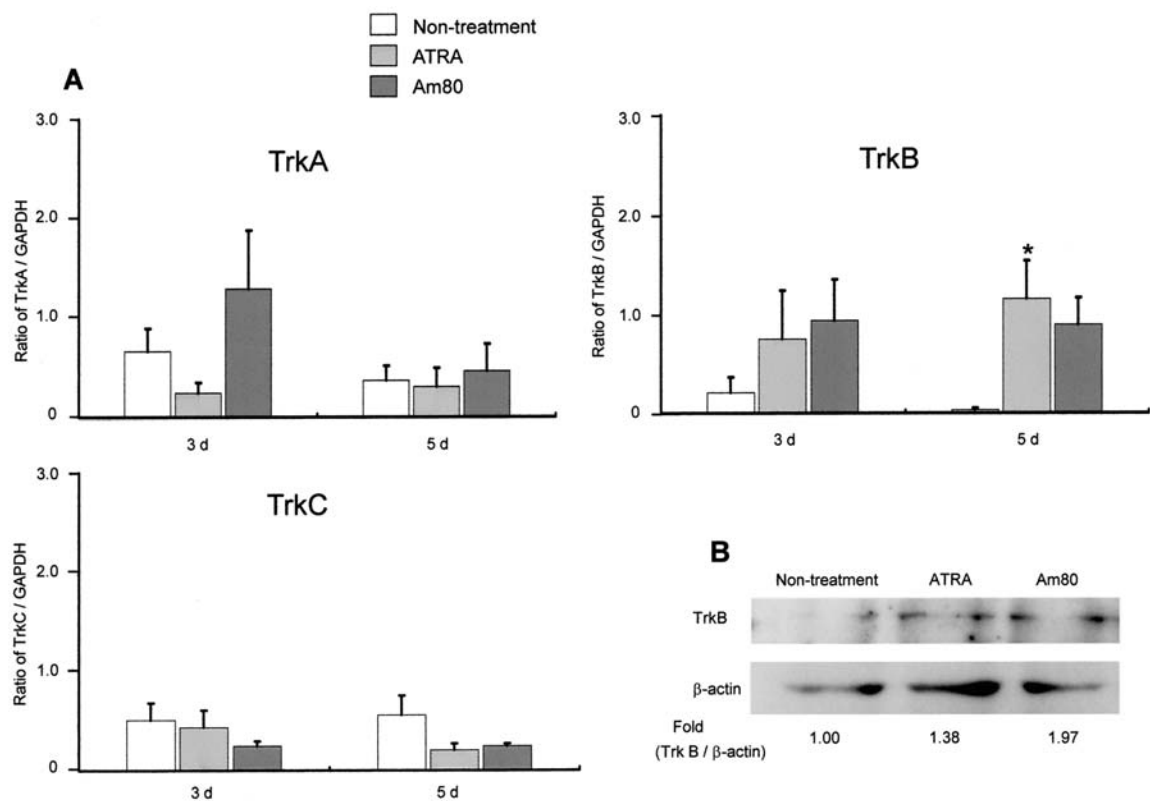 Non-treatment
ATRA
Am80
A
TrkA
Ratio of TrkA / GAPDH
3.0
2.0
1.0
0
3 d
5 d
TrkB
Ratio of TrkB / GAPDH
3.0
2.0
1.0
0
*
3 d
5 d
TrkC
Ratio of TrkC / GAPDH
3.0
2.0
1.0
0
3 d
5 d
B
Non-treatment ATRA Am80
TrkB
β-actin
Fold
(Trk B / β-actin)
1.00 1.38 1.97